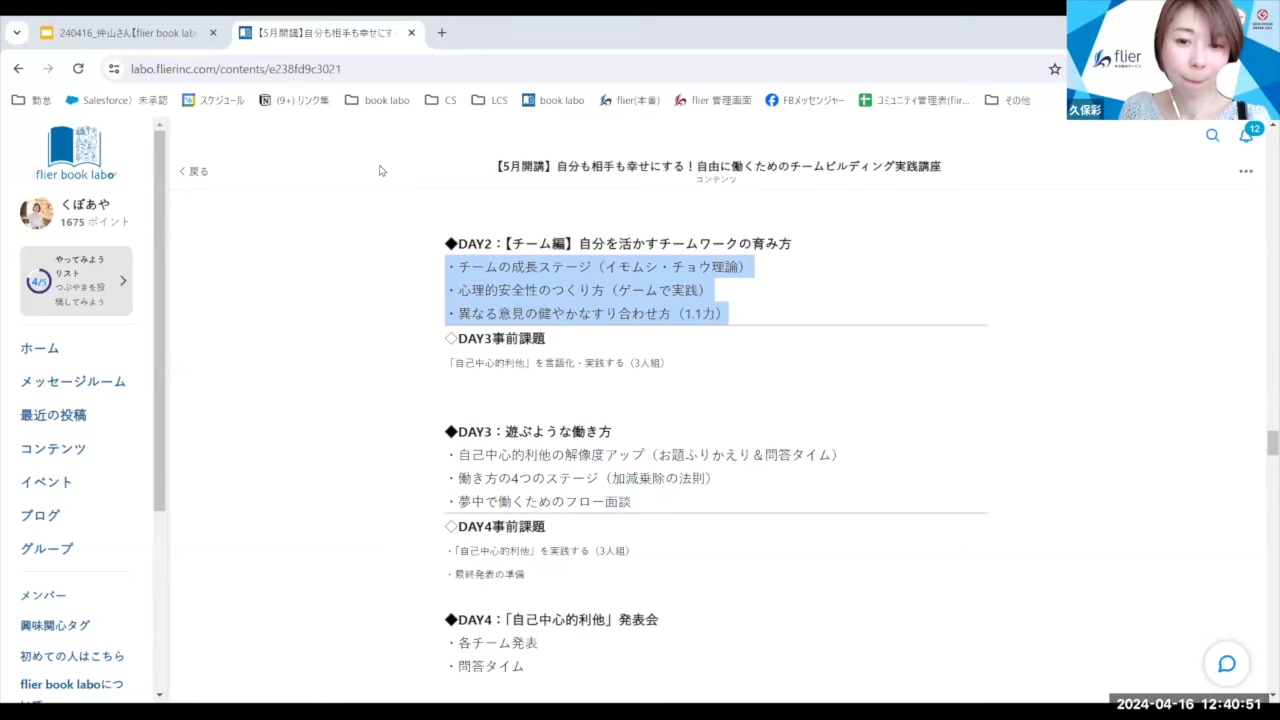 240416_仲山さん【flier book labo
【5月開講】自分も相手も幸せにす
labo.flierinc.com/contents/e238fd9c3021
勤怠
Salesforce）未承認
スケジュール
(9+) リンク集
book labo
CS
LCS
book labo
flier(本番)
flier 管理画面
FBメッセンジャー
コミュニティ管理表(flir...
その他
flier
久保彩
12
flier book labo
くぼあや
1675 ポイント
4/5
やってみよう
リスト
つぶやきを投
稿してみよう
ホーム
メッセージルーム
最近の投稿
コンテンツ
イベント
ブログ
グループ
メンバー
興味関心タグ
初めての人はこちら
flier book laboにつ
戻る
【5月開講】自分も相手も幸せにする！自由に働くためのチームビルディング実践講座
コンテンツ
◆DAY2：【チーム編】自分を活かすチームワークの育み方
・チームの成長ステージ（イモムシ・チョウ理論）
・心理的安全性のつくり方（ゲームで実践）
・異なる意見の健やかなすり合わせ方（1.1力）
◇DAY3事前課題
「自己中心的利他」を言語化・実践する（3人組）
◆DAY3：遊ぶような働き方
・自己中心的利他の解像度アップ（お題ふりかえり＆問答タイム）
・働き方の4つのステージ（加減乗除の法則）
・夢中で働くためのフロー面談
◇DAY4事前課題
・「自己中心的利他」を実践する（3人組）
・最終発表の準備
◆DAY4：「自己中心的利他」発表会
・各チーム発表
・問答タイム
2024-04-16 12:40:51